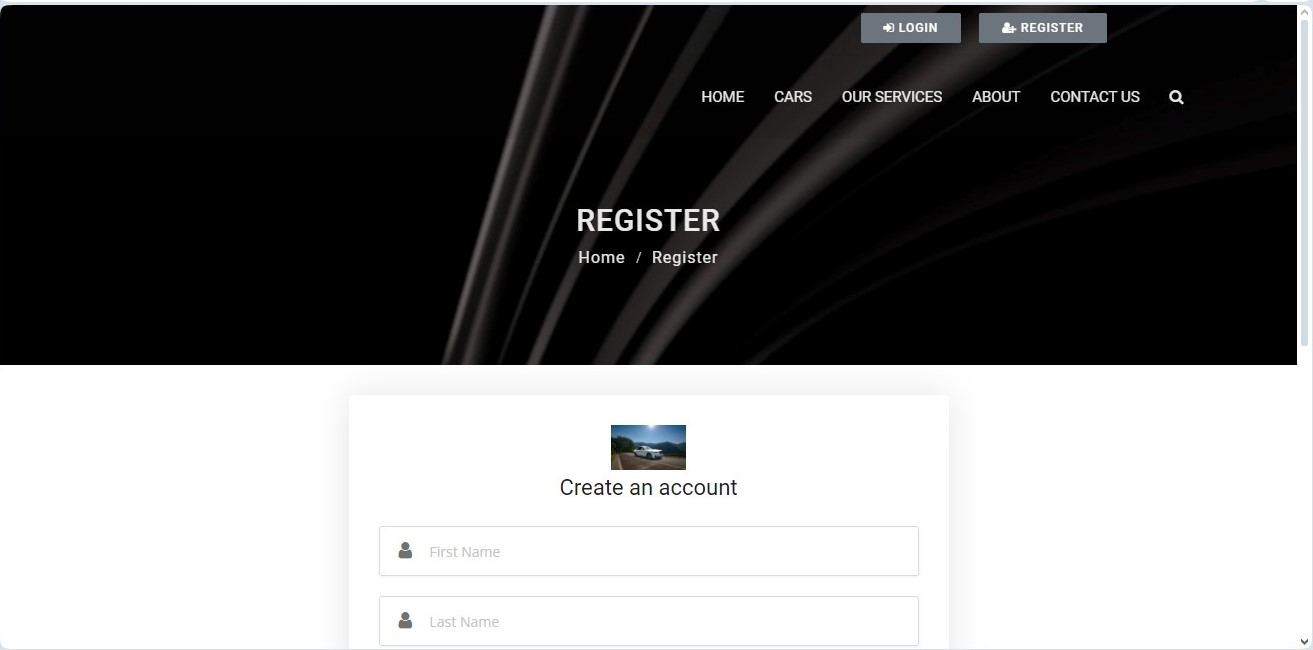 LOGIN REGISTER
HOME CARS OUR SERVICES ABOUT CONTACT US
REGISTER
Home / Register
Create an account
First Name
Last Name